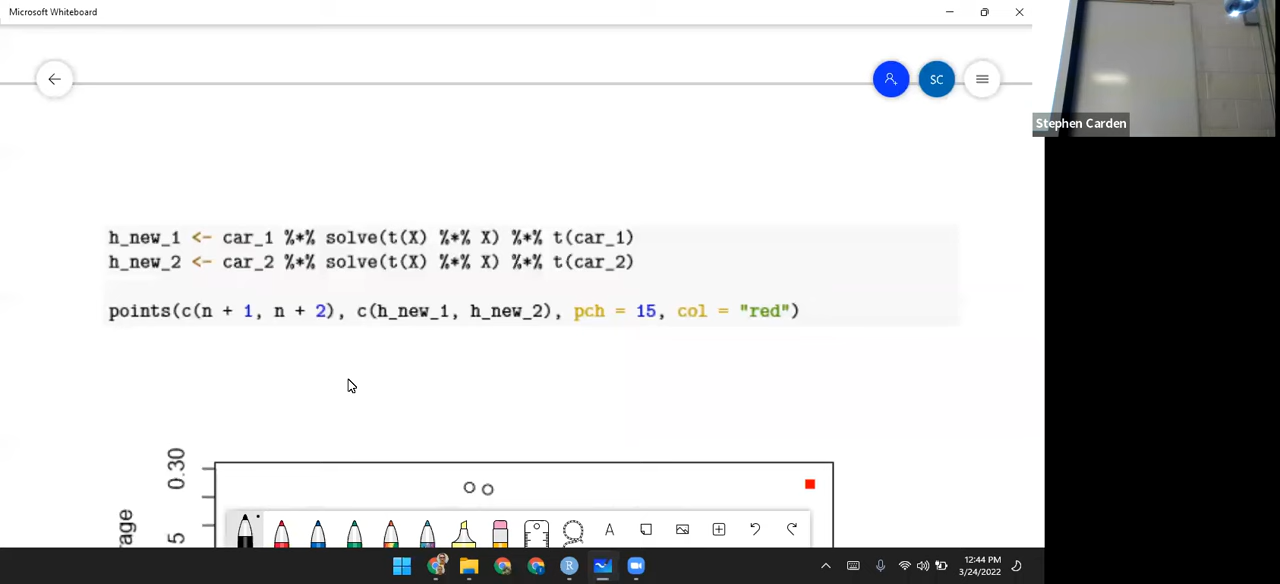 Microsoft Whiteboard
SC
Stephen Carden
h_new_1 <- car_1 %*% solve(t(X) %*% X) %*% t(car_1)
h_new_2 <- car_2 %*% solve(t(X) %*% X) %*% t(car_2)
points(c(n + 1, n + 2), c(h_new_1, h_new_2), pch = 15, col = "red")
0.30
rage
5
A
R
12:44 PM
3/24/2022